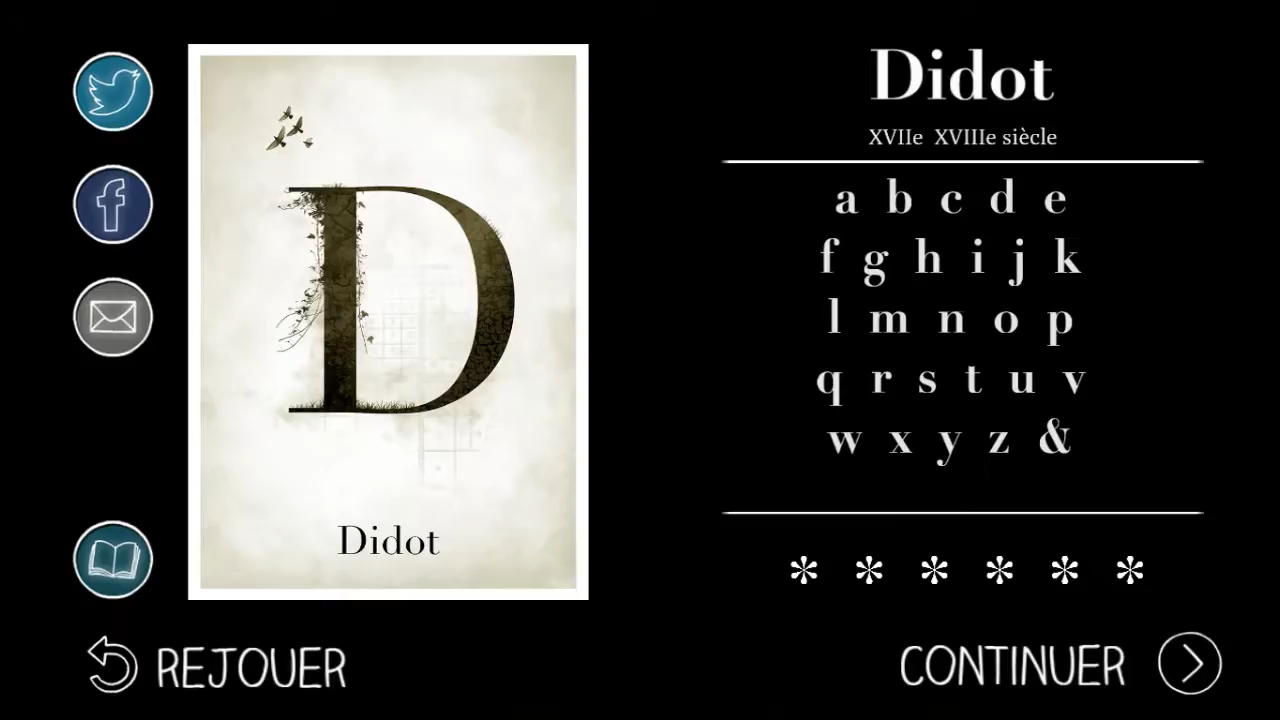 D
Didot
Didot
XVIIe XVIIIe siècle
a b c d e
f g h i j k
l m n o p
q r s t u v
w x y z &
* * * * * *
REJOUER
CONTINUER